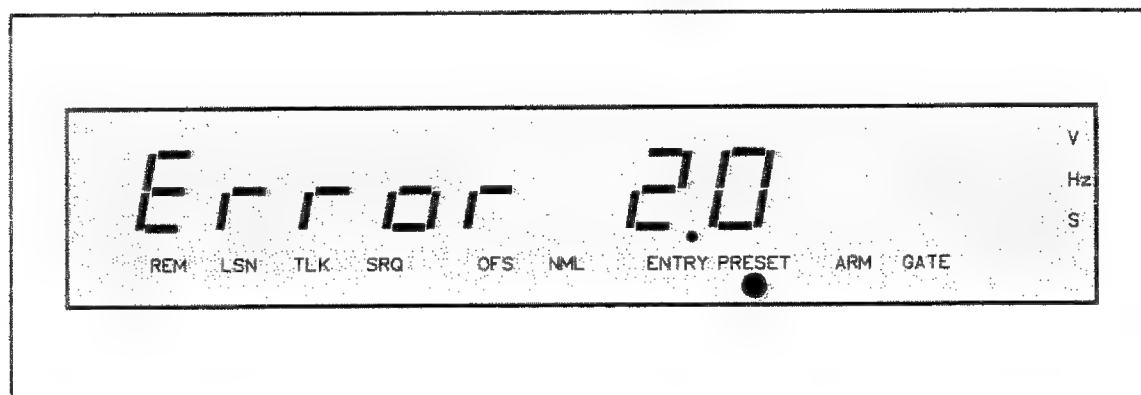 V
Error 2.0
Hz
S
REM LSN TLK SRQ OFS NML ENTRY PRESET ARM GATE